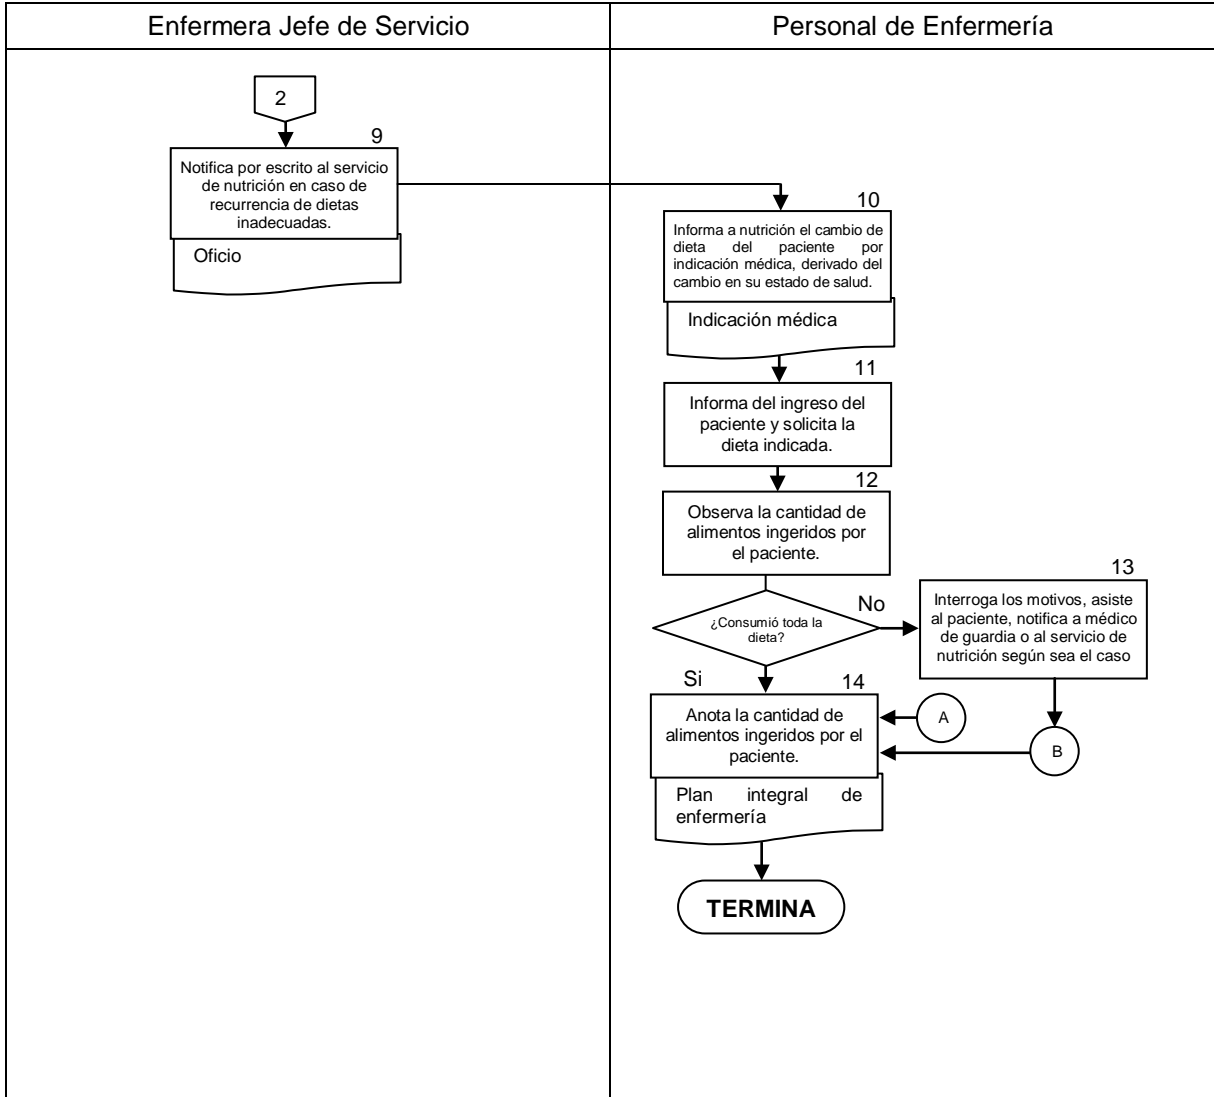 Enfermera Jefe de Servicio
Personal de Enfermería
2
9
Notifica por escrito al servicio
de nutrición en caso de
recurrencia de dietas
inadecuadas.
Oficio
10
Informa a nutrición el cambio de
dieta del paciente por
indicación médica, derivado del
cambio en su estado de salud.
Indicación médica
11
Informa del ingreso del
paciente y solicita la
dieta indicada.
12
Observa la cantidad de
alimentos ingeridos por
el paciente.
¿Consumió toda la
dieta?
No
13
Interroga los motivos, asiste
al paciente, notifica a médico
de guardia o al servicio de
nutrición según sea el caso
Si
14
Anota la cantidad de
alimentos ingeridos por el
paciente.
A
B
Plan integral de
enfermería
TERMINA